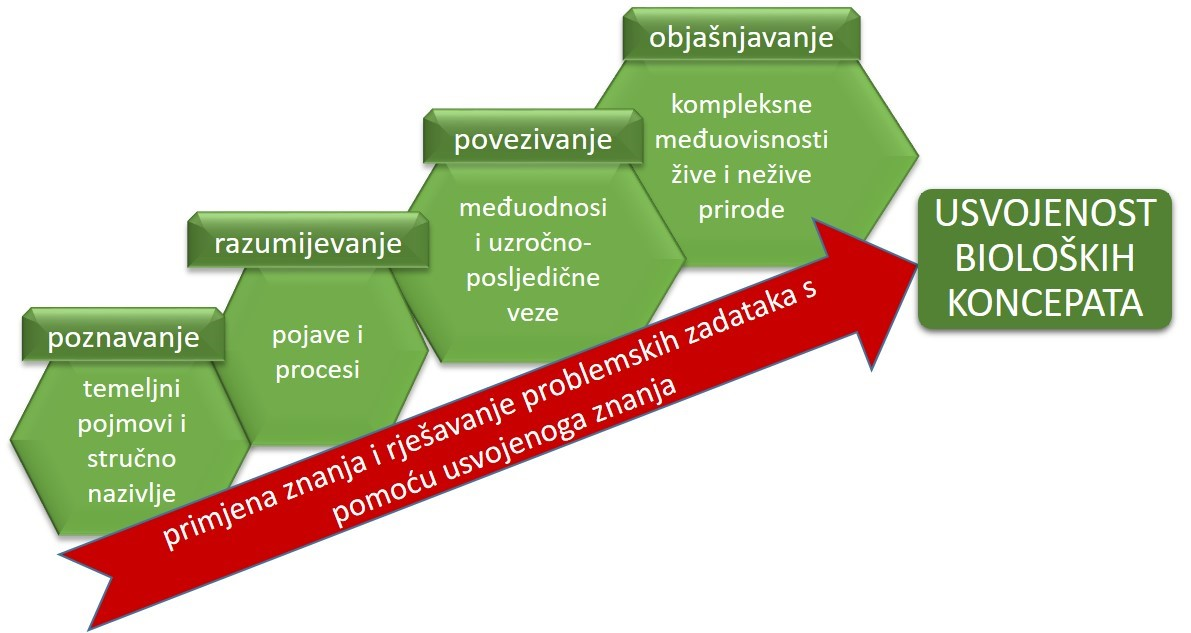 poznavanje
temeljni
pojmovi i
stručno
nazivlje
razumijevanje
pojave i
procesi
povezivanje
međuodnosi
i uzročno-
posljedične
veze
objašnjavanje
kompleksne
međuovisnosti
žive i nežive
prirode
primjena znanja i rješavanje problemskih zadataka s
pomoću usvojenoga znanja
USVOJENOST
BIOLOŠKIH
KONCEPATA